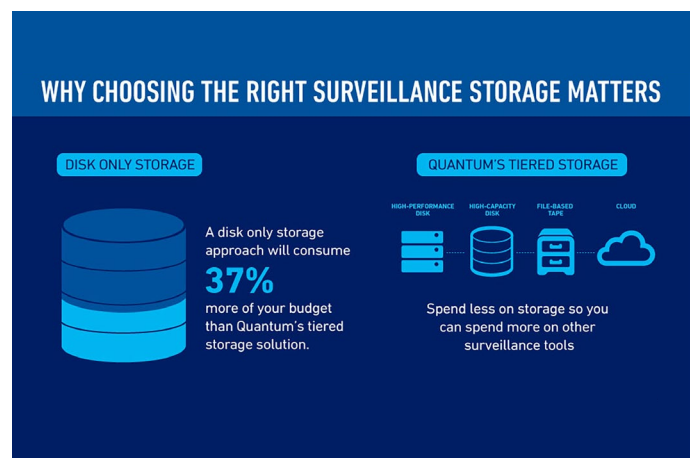 WHY CHOOSING THE RIGHT SURVEILLANCE STORAGE MATTERS
DISK ONLY STORAGE
A disk only storage
approach will consume
37%
more of your budget
than Quantum's tiered
storage solution.
QUANTUM'S TIERED STORAGE
HIGH-PERFORMANCE
DISK
HIGH-CAPACITY
DISK
FILE-BASED
TAPE
CLOUD
Spend less on storage so you
can spend more on other
surveillance tools